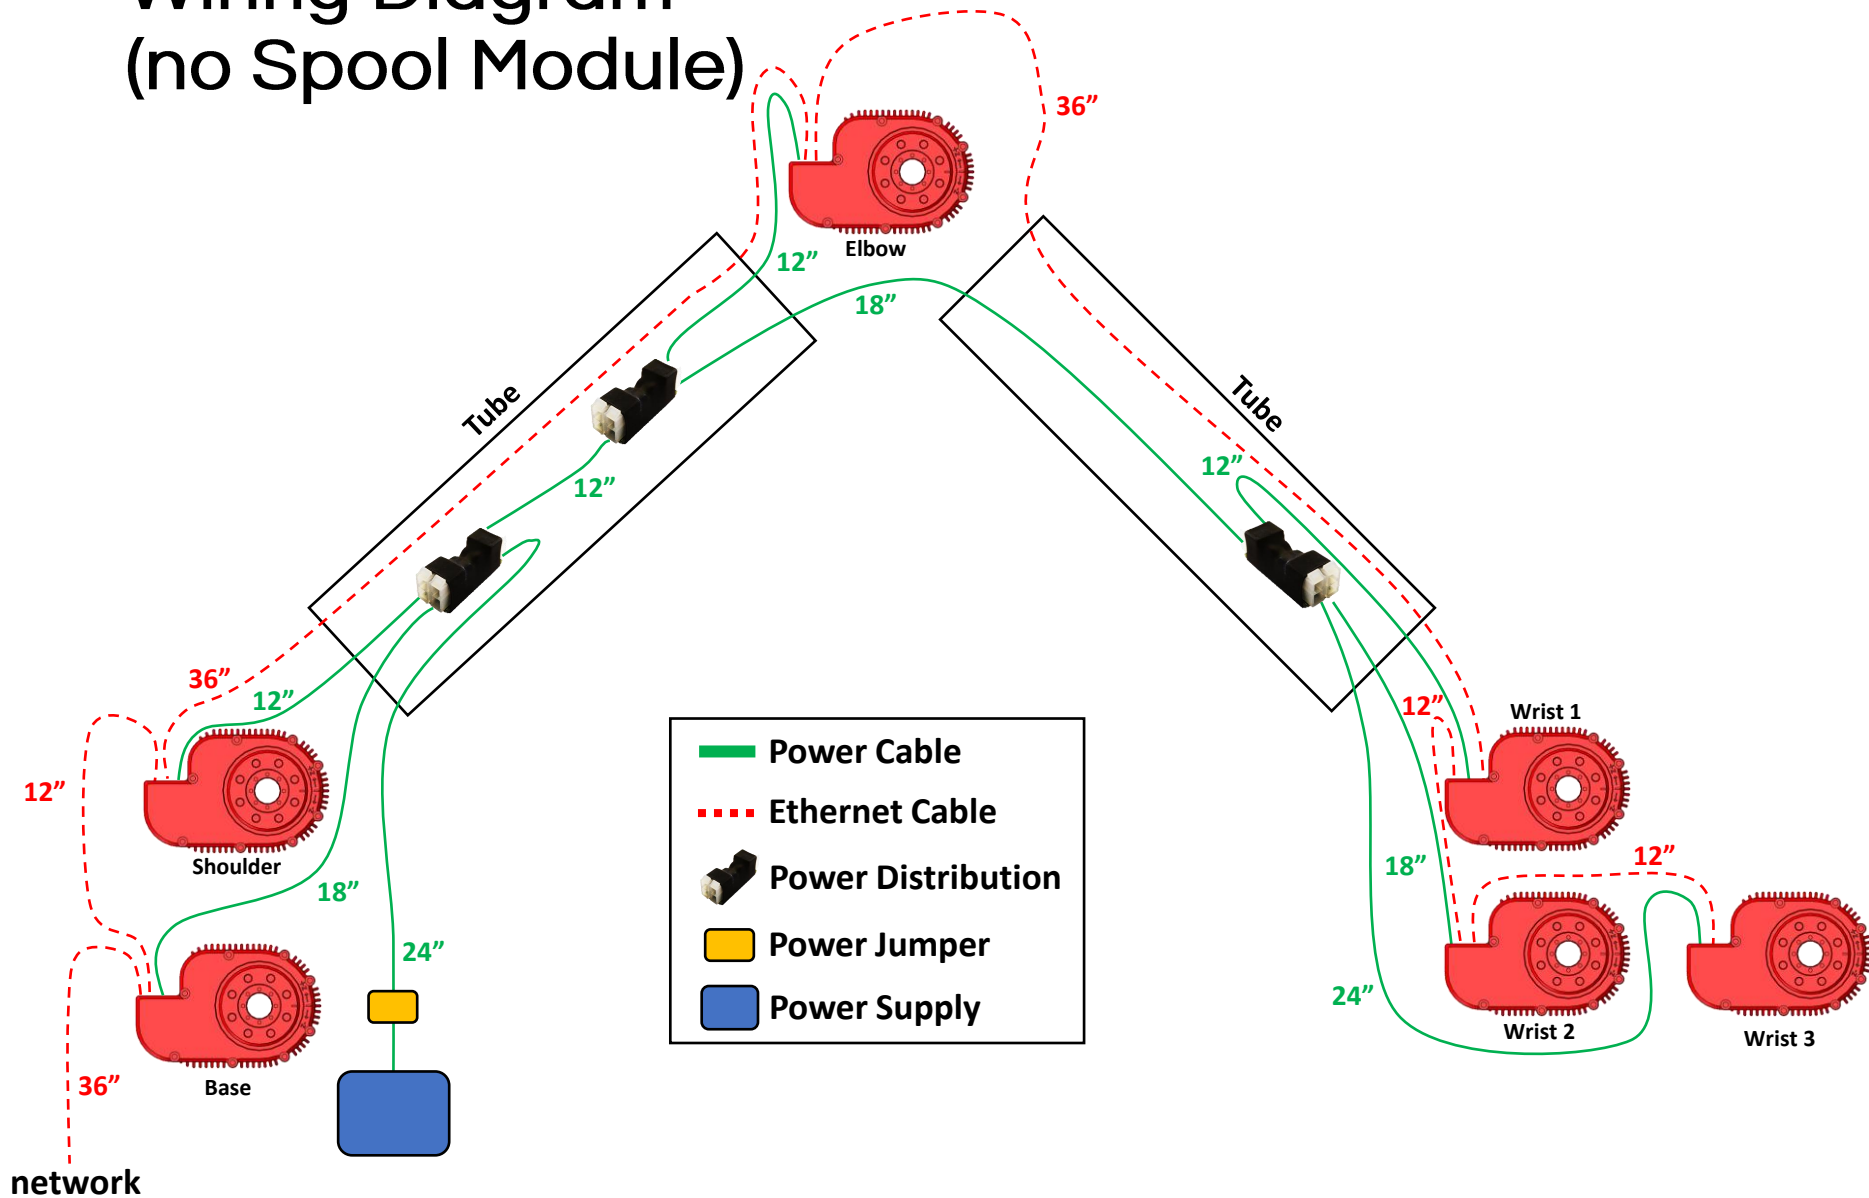 Wiring Diagram
(no Spool Module)
36”
Elbow
12”
18”
Tube
Tube
12”
12”
36”
12”
12”
Shoulder
18”
24”
Base
36”
network
Power Cable
Ethernet Cable
Power Distribution
Power Jumper
Power Supply
12”
Wrist 1
18”
12”
24”
Wrist 2
Wrist 3